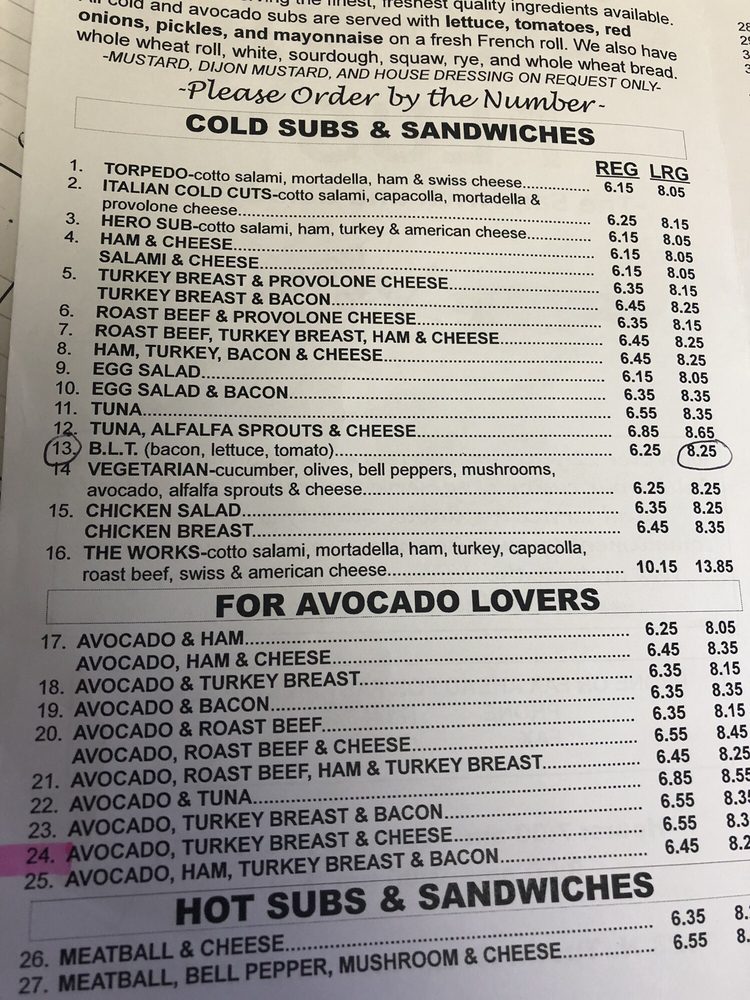 All cold and avocado subs are served with lettuce, tomatoes, red
onions, pickles, and mayonnaise on a fresh French roll. We also have
whole wheat roll, white, sourdough, squaw, rye, and whole wheat bread.
-MUSTARD, DIJON MUSTARD, AND HOUSE DRESSING ON REQUEST ONLY-
-Please Order by the Number-
COLD SUBS & SANDWICHES
REG LRG
1. TORPEDO-cotto salami, mortadella, ham & swiss cheese 6.15 8.05
2. ITALIAN COLD CUTS-cotto salami, capacolla, mortadella &
provolone cheese 6.25 8.15
3. HERO SUB-cotto salami, ham, turkey & american cheese 6.15 8.05
4. HAM & CHEESE 6.15 8.05
SALAMI & CHEESE 6.15 8.05
5. TURKEY BREAST & PROVOLONE CHEESE 6.35 8.15
TURKEY BREAST & BACON 6.45 8.25
6. ROAST BEEF & PROVOLONE CHEESE 6.35 8.15
7. ROAST BEEF, TURKEY BREAST, HAM & CHEESE 6.45 8.25
8. HAM, TURKEY, BACON & CHEESE 6.45 8.25
9. EGG SALAD 6.15 8.05
10. EGG SALAD & BACON 6.35 8.35
11. TUNA 6.55 8.35
12. TUNA, ALFALFA SPROUTS & CHEESE 6.85 8.65
13. B.L.T. (bacon, lettuce, tomato) 6.25 8.25
14 VEGETARIAN-cucumber, olives, bell peppers, mushrooms,
avocado, alfalfa sprouts & cheese 6.25 8.25
15. CHICKEN SALAD 6.35 8.25
CHICKEN BREAST 6.45 8.35
16. THE WORKS-cotto salami, mortadella, ham, turkey, capacolla,
roast beef, swiss & american cheese 10.15 13.85
FOR AVOCADO LOVERS
17. AVOCADO & HAM 6.25 8.05
AVOCADO, HAM & CHEESE 6.45 8.35
18. AVOCADO & TURKEY BREAST 6.35 8.15
19. AVOCADO & BACON 6.35 8.35
20. AVOCADO & ROAST BEEF 6.35 8.15
AVOCADO, ROAST BEEF & CHEESE 6.55 8.45
21. AVOCADO, ROAST BEEF, HAM & TURKEY BREAST 6.45 8.25
22. AVOCADO & TUNA 6.85 8.55
23. AVOCADO, TURKEY BREAST & BACON 6.55 8.35
24. AVOCADO, TURKEY BREAST & CHEESE 6.55 8.3
25. AVOCADO, HAM, TURKEY BREAST & BACON 6.45 8.2
HOT SUBS & SANDWICHES
26. MEATBALL & CHEESE 6.35 8.
27. MEATBALL, BELL PEPPER, MUSHROOM & CHEESE 6.55 8.